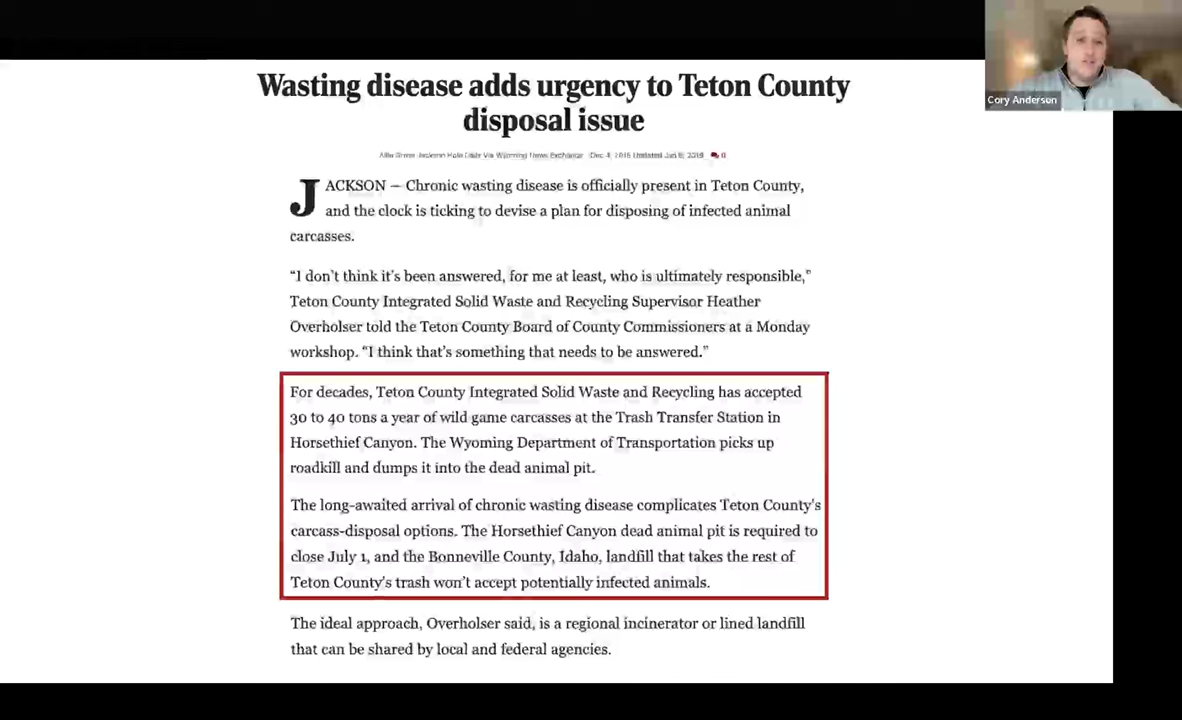 Wasting disease adds urgency to Teton County
disposal issue
Cory Anderson
Dec 4, 2018 Updated Jan 8, 2019 0
JACKSON — Chronic wasting disease is officially present in Teton County,
and the clock is ticking to devise a plan for disposing of infected animal
carcasses.
“I don’t think it’s been answered, for me at least, who is ultimately responsible,”
Teton County Integrated Solid Waste and Recycling Supervisor Heather
Overholser told the Teton County Board of County Commissioners at a Monday
workshop. “I think that’s something that needs to be answered.”
For decades, Teton County Integrated Solid Waste and Recycling has accepted
30 to 40 tons a year of wild game carcasses at the Trash Transfer Station in
Horsethief Canyon. The Wyoming Department of Transportation picks up
roadkill and dumps it into the dead animal pit.
The long-awaited arrival of chronic wasting disease complicates Teton County's
carcass-disposal options. The Horsethief Canyon dead animal pit is required to
close July 1, and the Bonneville County, Idaho, landfill that takes the rest of
Teton County's trash won’t accept potentially infected animals.
The ideal approach, Overholser said, is a regional incinerator or lined landfill
that can be shared by local and federal agencies.